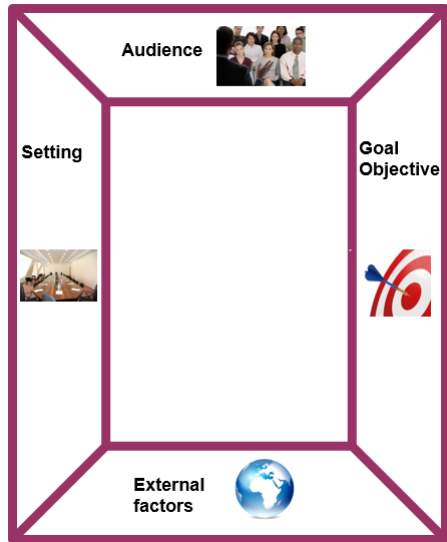 Audience
Setting
Goal
Objective
External
factors